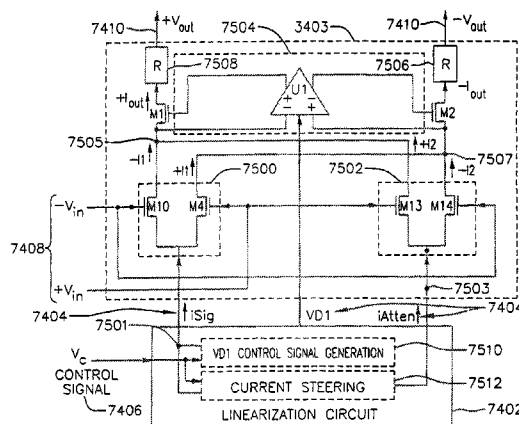 +Vout 7504 3403 -Vout
7410 7410
R 7508 7506 R
+Iout U1 -Iout
M1 + - + - M2
7505 +I2 7507
-I1 +I1 7500 7502 -I2
-Vin M10 M4 M13 M14
7408
+Vin 7503
7404 iSig VD1 7404 iAtten
7501
VC VD1 CONTROL SIGNAL GENERATION 7510
CONTROL SIGNAL CURRENT STEERING 7512
7406 LINEARIZATION CIRCUIT 7402